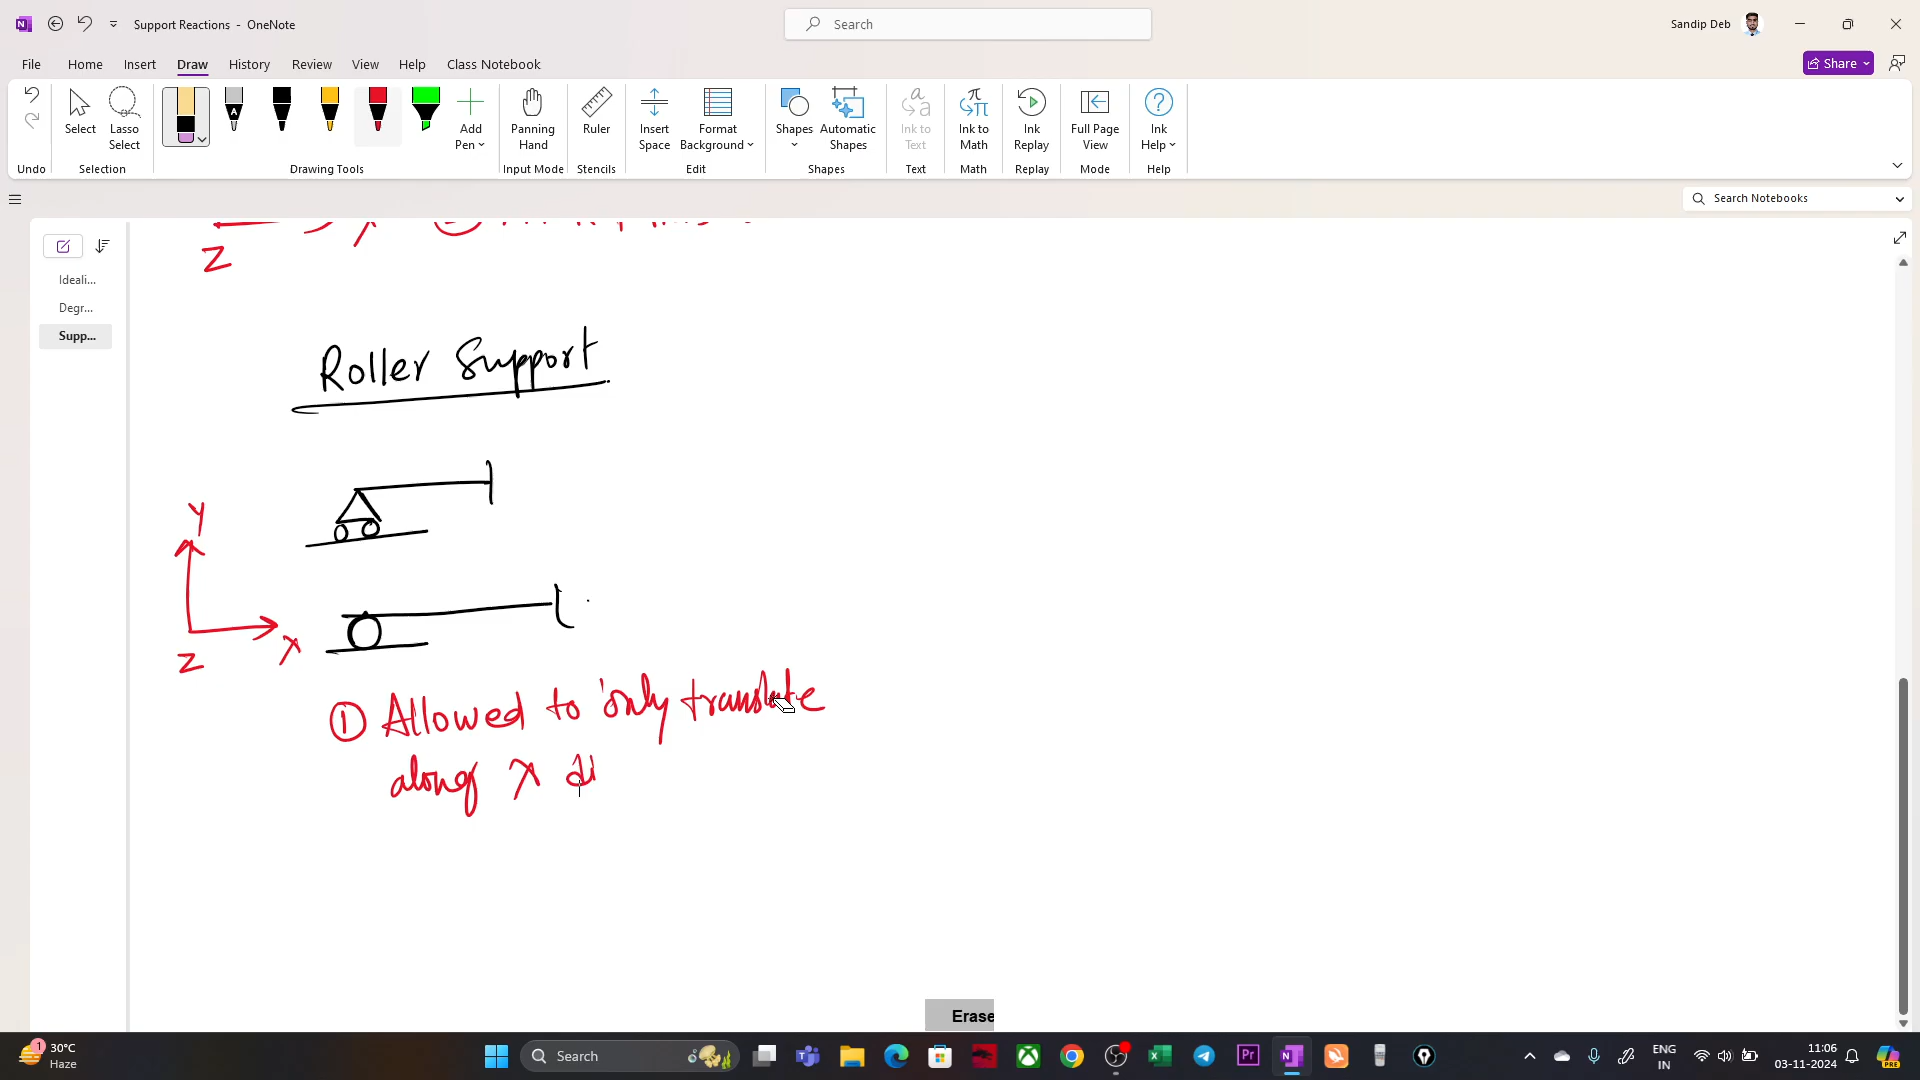 Support Reactions - OneNote
Search
Sandip Deb
File Home Insert Draw History Review View Help Class Notebook
Share
Undo
Select
Lasso Select
Selection
Add Pen
Drawing Tools
Panning Hand
Input Mode
Ruler
Stencils
Insert Space
Format Background
Edit
Shapes
Automatic Shapes
Shapes
Ink to Text
Text
Ink to Math
Math
Ink Replay
Replay
Full Page View
Mode
Ink Help
Help
Search Notebooks
Ideali...
Degr...
Supp...
Z
Roller Support
Y
X
Z
① Allowed to only translate
along X di
Erase
30°C
Haze
Search
ENG
IN
11:06
03-11-2024